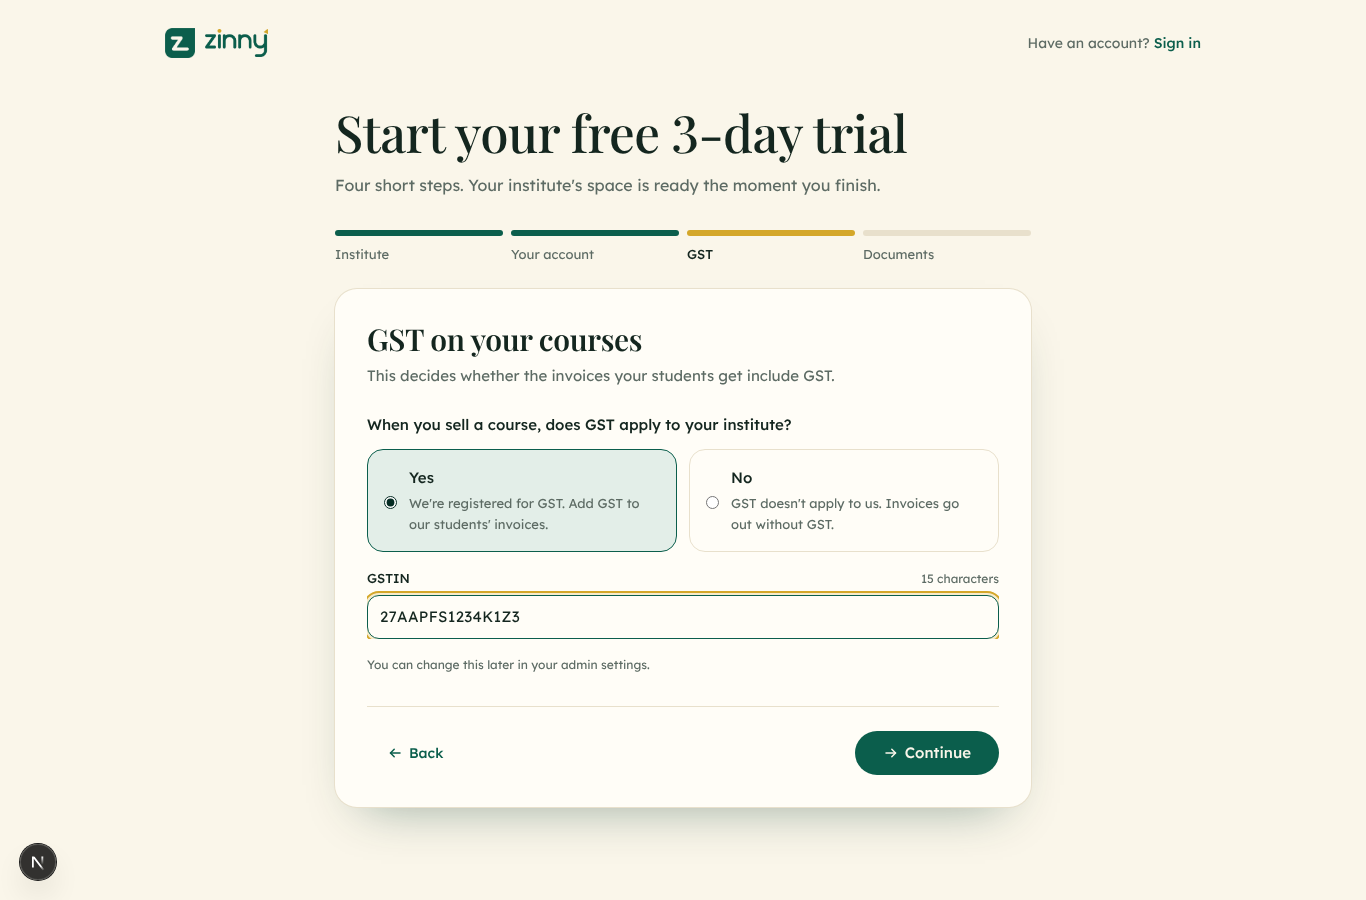 zinny
Have an account? Sign in
Start your free 3-day trial
Four short steps. Your institute's space is ready the moment you finish.
Institute
Your account
GST
Documents
GST on your courses
This decides whether the invoices your students get include GST.
When you sell a course, does GST apply to your institute?
Yes
We're registered for GST. Add GST to
our students' invoices.
No
GST doesn't apply to us. Invoices go
out without GST.
GSTIN
15 characters
27AAPFS1234K1Z3
You can change this later in your admin settings.
← Back
→ Continue
N